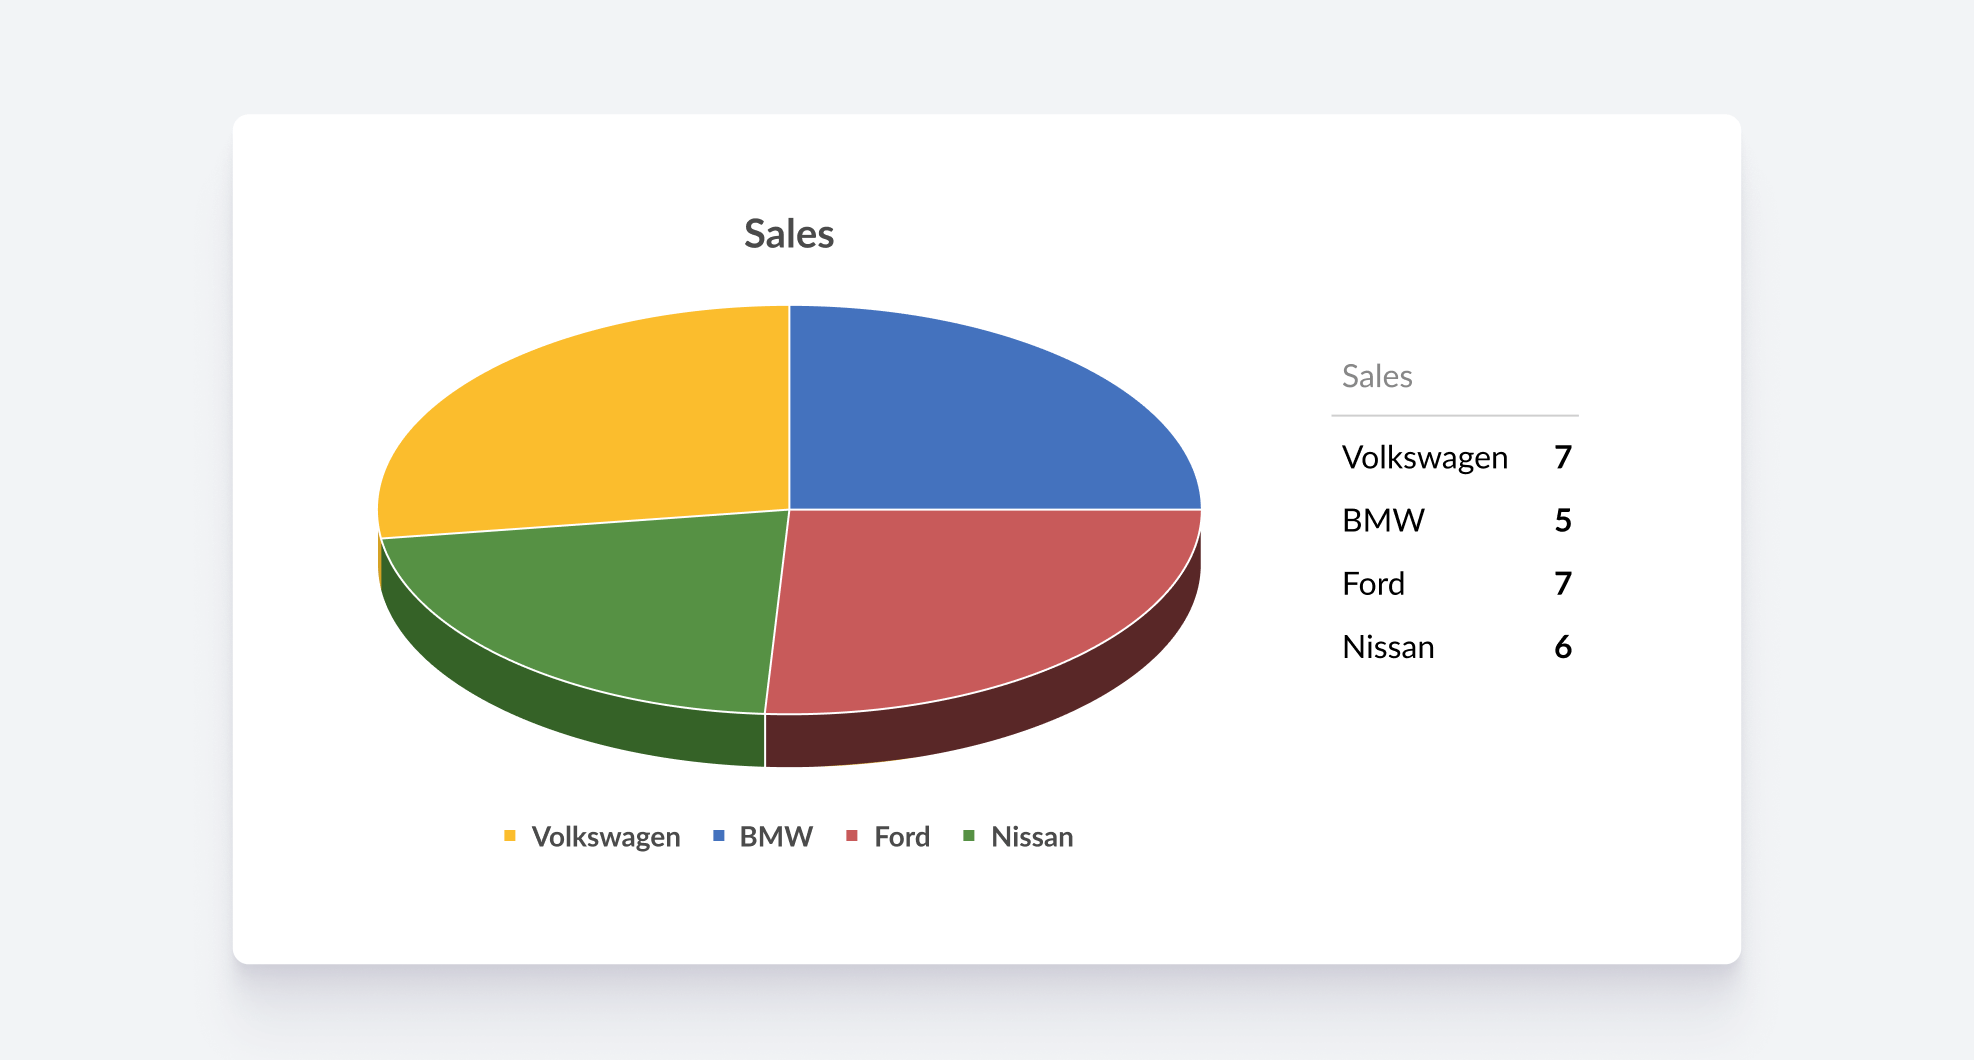 Sales
Volkswagen BMW Ford Nissan
Sales
Volkswagen 7
BMW 5
Ford 7
Nissan 6